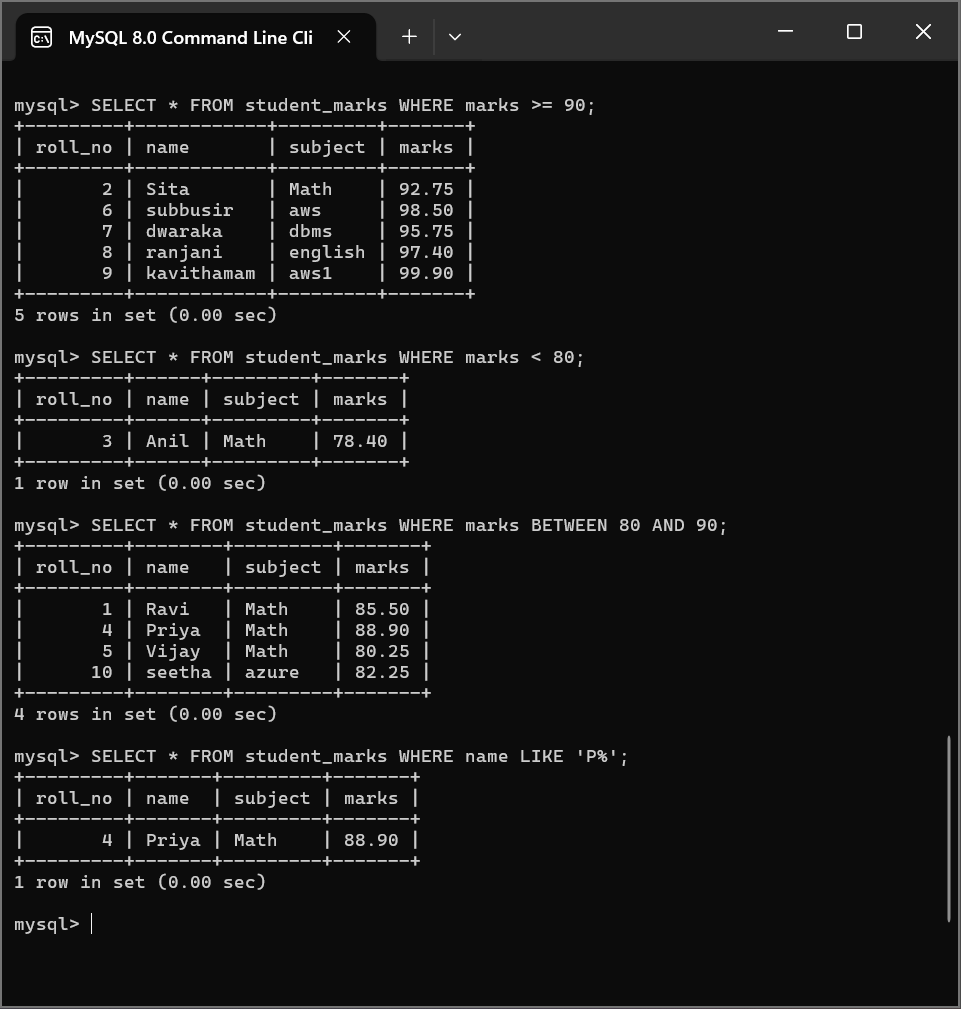 MySQL 8.0 Command Line Cli
mysql> SELECT * FROM student_marks WHERE marks >= 90;
+---------+------------+---------+-------+
| roll_no | name       | subject | marks |
+---------+------------+---------+-------+
|       2 | Sita       | Math    | 92.75 |
|       6 | subbusir   | aws     | 98.50 |
|       7 | dwaraka    | dbms    | 95.75 |
|       8 | ranjani    | english | 97.40 |
|       9 | kavithamam | aws1    | 99.90 |
+---------+------------+---------+-------+
5 rows in set (0.00 sec)
mysql> SELECT * FROM student_marks WHERE marks < 80;
+---------+------+---------+-------+
| roll_no | name | subject | marks |
+---------+------+---------+-------+
|       3 | Anil | Math    | 78.40 |
+---------+------+---------+-------+
1 row in set (0.00 sec)
mysql> SELECT * FROM student_marks WHERE marks BETWEEN 80 AND 90;
+---------+--------+---------+-------+
| roll_no | name   | subject | marks |
+---------+--------+---------+-------+
|       1 | Ravi   | Math    | 85.50 |
|       4 | Priya  | Math    | 88.90 |
|       5 | Vijay  | Math    | 80.25 |
|      10 | seetha | azure   | 82.25 |
+---------+--------+---------+-------+
4 rows in set (0.00 sec)
mysql> SELECT * FROM student_marks WHERE name LIKE 'P%';
+---------+-------+---------+-------+
| roll_no | name  | subject | marks |
+---------+-------+---------+-------+
|       4 | Priya | Math    | 88.90 |
+---------+-------+---------+-------+
1 row in set (0.00 sec)
mysql>